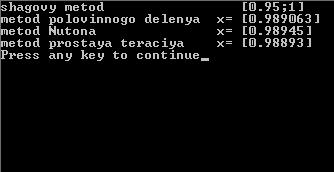 shagovy metod [0.95;1]
metod polovinnogo delenya x= [0.989063]
metod Nutona x= [0.98945]
metod prostaya teraciya x= [0.98893]
Press any key to continue_